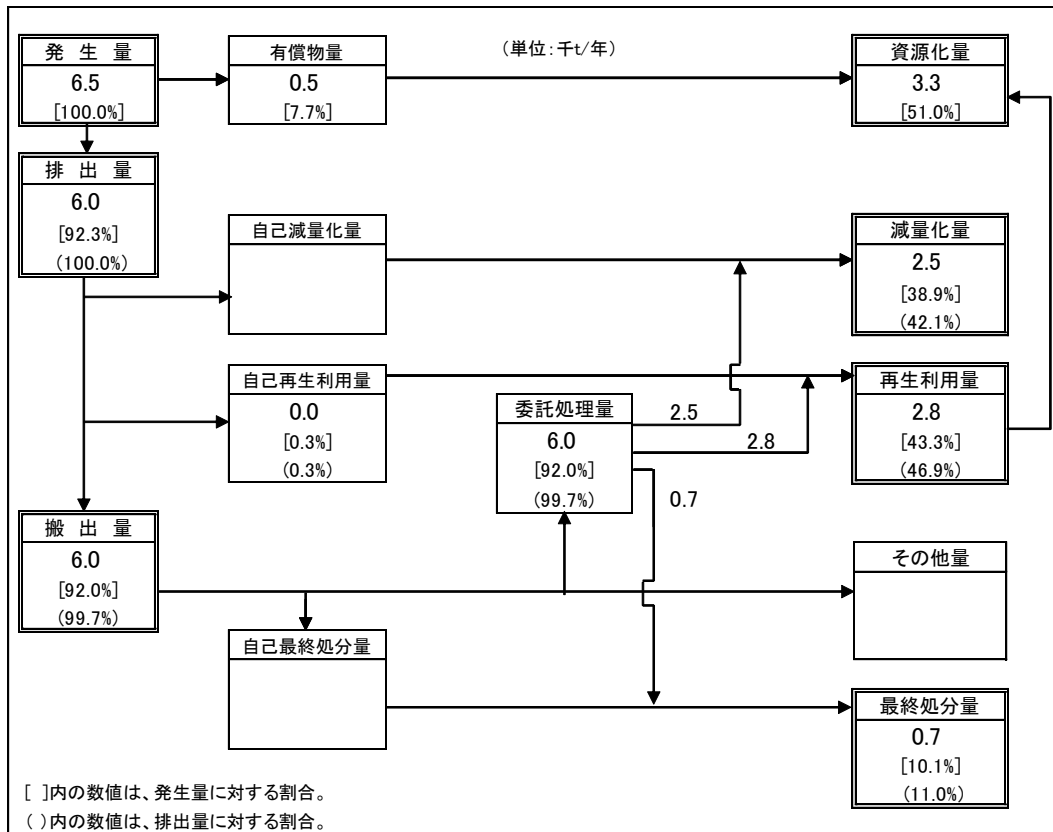 発 生 量
6.5
[100.0%]
有償物量
0.5
[7.7%]
(単位:千t/年)
資源化量
3.3
[51.0%]
排 出 量
6.0
[92.3%]
(100.0%)
自己減量化量
減量化量
2.5
[38.9%]
(42.1%)
自己再生利用量
0.0
[0.3%]
(0.3%)
委託処理量
6.0
[92.0%]
(99.7%)
2.5
2.8
0.7
再生利用量
2.8
[43.3%]
(46.9%)
搬 出 量
6.0
[92.0%]
(99.7%)
その他量
自己最終処分量
最終処分量
0.7
[10.1%]
(11.0%)
[ ]内の数値は、発生量に対する割合。
( )内の数値は、排出量に対する割合。